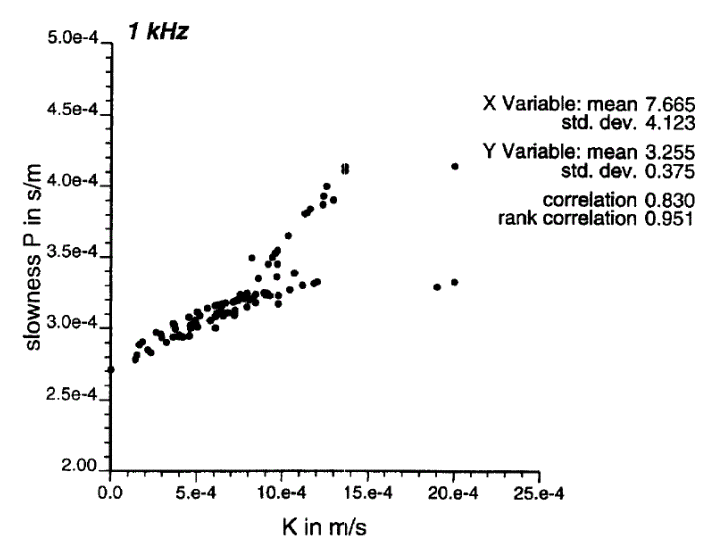 1 kHz
5.0e-4
4.5e-4
4.0e-4
3.5e-4
3.0e-4
2.5e-4
2.00
slowness P in s/m
X Variable: mean 7.665
std. dev. 4.123
Y Variable: mean 3.255
std. dev. 0.375
correlation 0.830
rank correlation 0.951
0.0 5.e-4 10.e-4 15.e-4 20.e-4 25.e-4
K in m/s